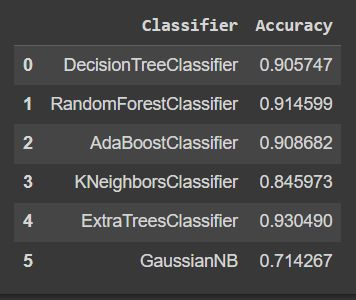 Classifier Accuracy
0 DecisionTreeClassifier 0.905747
1 RandomForestClassifier 0.914599
2 AdaBoostClassifier 0.908682
3 KNeighborsClassifier 0.845973
4 ExtraTreesClassifier 0.930490
5 GaussianNB 0.714267